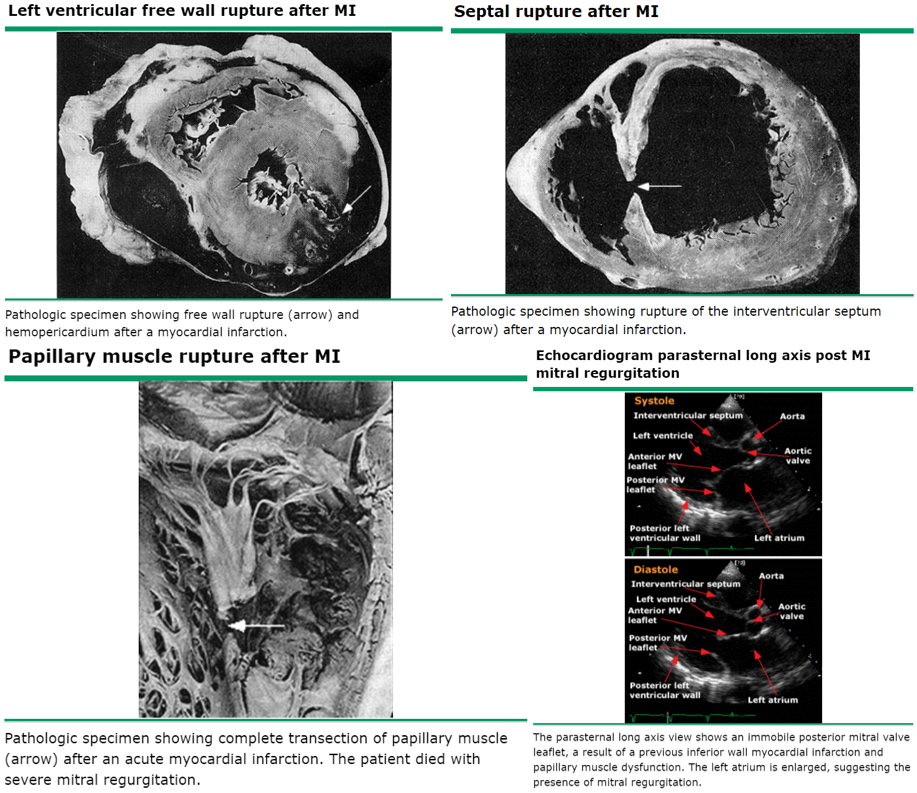 Left ventricular free wall rupture after MI
Pathologic specimen showing free wall rupture (arrow) and
hemopericardium after a myocardial infarction.
Septal rupture after MI
Pathologic specimen showing rupture of the interventricular septum
(arrow) after a myocardial infarction.
Papillary muscle rupture after MI
Pathologic specimen showing complete transection of papillary muscle
(arrow) after an acute myocardial infarction. The patient died with
severe mitral regurgitation.
Echocardiogram parasternal long axis post MI
mitral regurgitation
Systole
Interventricular septum
Aorta
Left ventricle
Aortic
valve
Anterior MV
leaflet
Posterior MV
leaflet
Posterior left
ventricular wall
Left atrium
Diastole
Aorta
Interventricular septum
Left ventricle
Aortic
valve
Anterior MV
leaflet
Posterior MV
leaflet
Posterior left
ventricular wall
Left atrium
The parasternal long axis view shows an immobile posterior mitral valve
leaflet, a result of a previous inferior wall myocardial infarction and
papillary muscle dysfunction. The left atrium is enlarged, suggesting the
presence of mitral regurgitation.